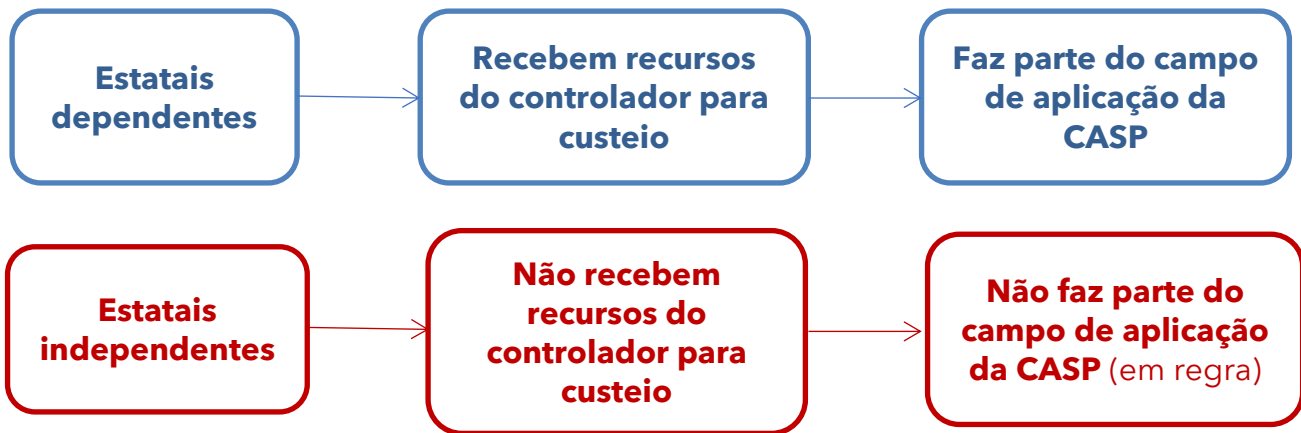 Estatais
dependentes
Recebem recursos
do controlador para
custeio
Faz parte do campo
de aplicação da
CASP
Estatais
independentes
Não recebem
recursos do
controlador para
custeio
Não faz parte do
campo de aplicação
da CASP (em regra)